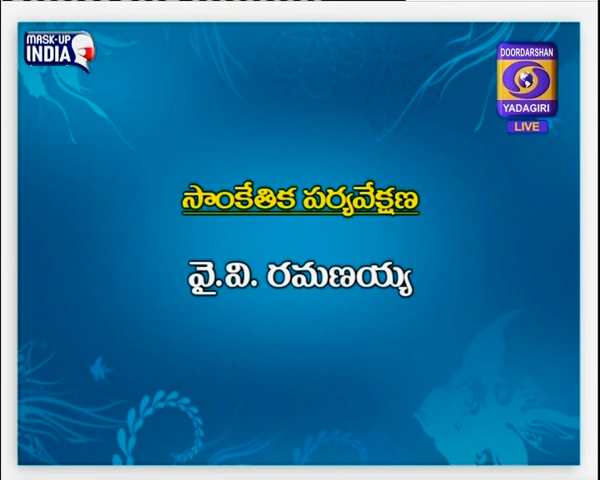 MASK-UP
INDIA
DOORDARSHAN
YADAGIRI
LIVE
సాంకేతిక పర్యవేక్షణ
వై.వి. రమణయ్య